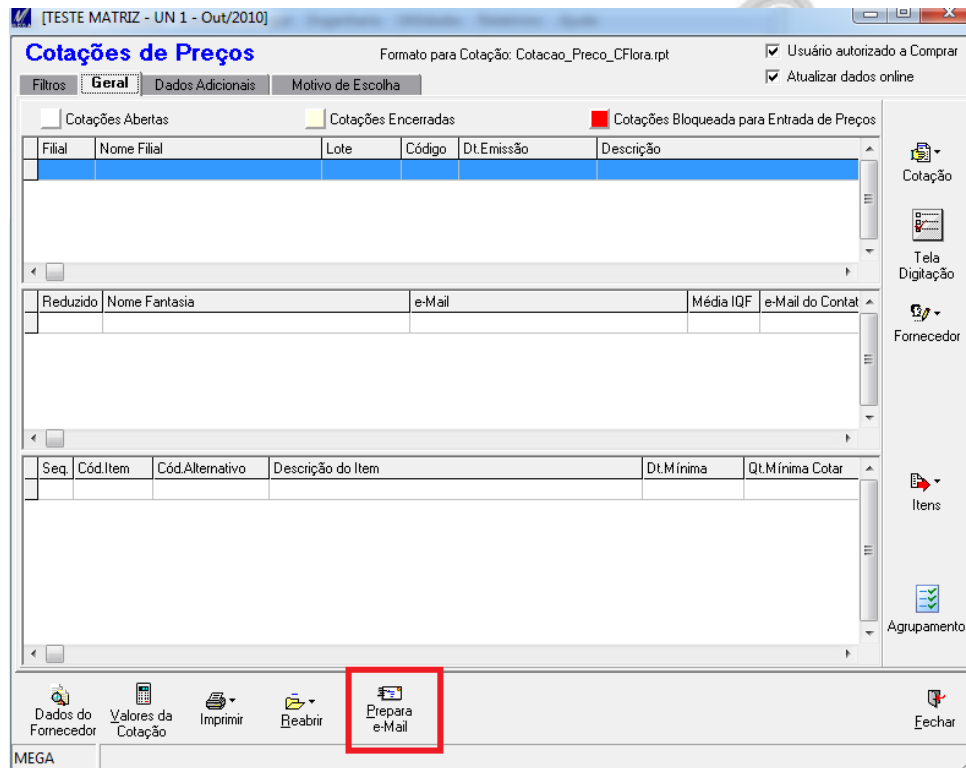 [TESTE MATRIZ - UN 1 - Out/2010]
Cotações de Preços
Formato para Cotação: Cotacao_Preco_CFlora.rpt
Usuário autorizado a Comprar
Atualizar dados online
Filtros Geral Dados Adicionais Motivo de Escolha
Cotações Abertas Cotações Encerradas Cotações Bloqueada para Entrada de Preços
Filial Nome Filial Lote Código Dt.Emissão Descrição
Cotação
Tela
Digitação
Reduzido Nome Fantasia e-Mail Média IQF e-Mail do Contat
Fornecedor
Seq. Cód.Item Cód.Alternativo Descrição do Item Dt.Mínima Qt.Mínima Cotar
Itens
Agrupamento
Dados do
Fornecedor
Valores da
Cotação
Imprimir
Reabrir
Prepara
e-Mail
Fechar
MEGA